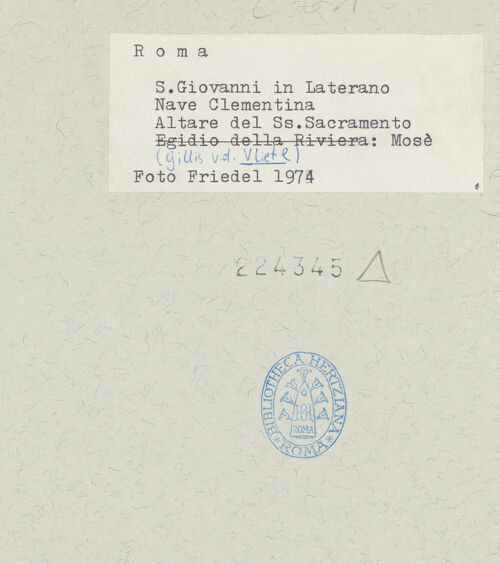 R o m a
S.Giovanni in Laterano
Nave Clementina
Altare del Ss.Sacramento
Egidio della Riviera: Mosè
(Gillis v.d. Vliete)
Foto Friedel 1974
6
224345
BIBLIOTHECA HERTZIANA
ROMA
ROMA